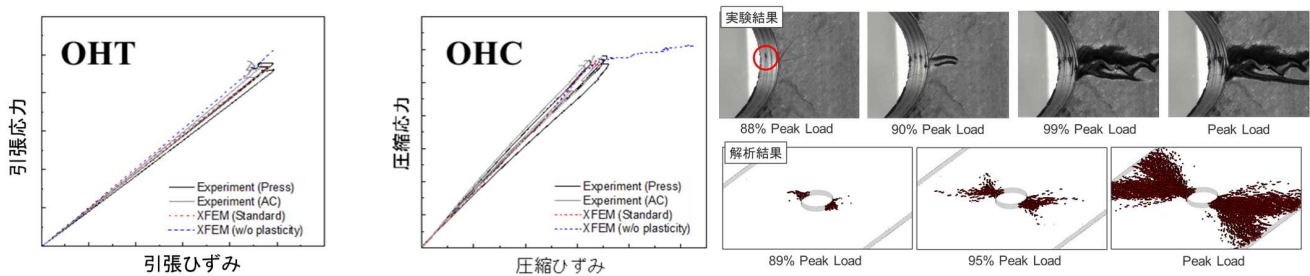 OHT
引張応力
Experiment (Press)
Experiment (AC)
XFEM (Standard)
XFEM (w/o plasticity)
引張ひずみ
OHC
圧縮応力
Experiment (Press)
Experiment (AC)
XFEM (Standard)
XFEM (w/o plasticity)
圧縮ひずみ
実験結果
88% Peak Load
90% Peak Load
99% Peak Load
Peak Load
解析結果
89% Peak Load
95% Peak Load
Peak Load